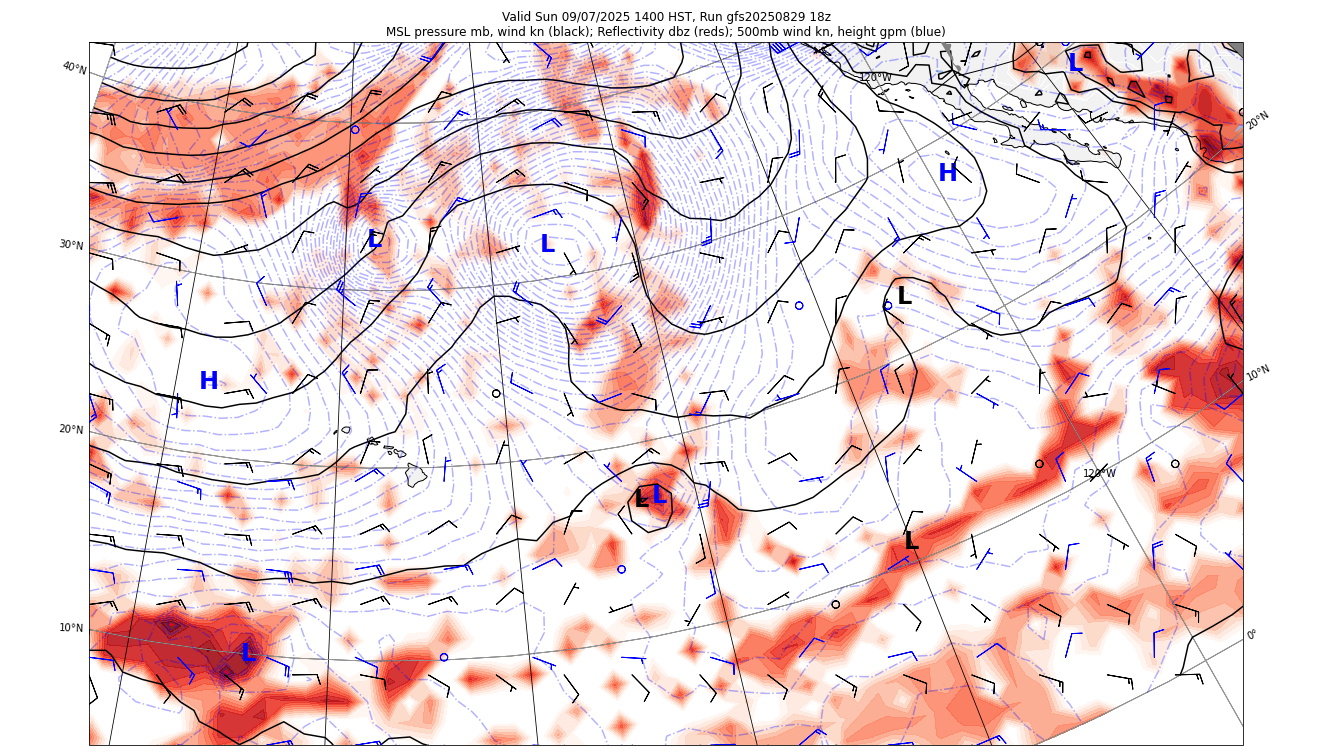 Valid Sun 09/07/2025 1400 HST, Run gfs20250829 18z
MSL pressure mb, wind kn (black); Reflectivity dbz (reds); 500mb wind kn, height gpm (blue)
40°N
L
120°W
20°N
H
L
L
30°N
L
H
10°N
20°N
120°W
L L
L
10°N
L
0°